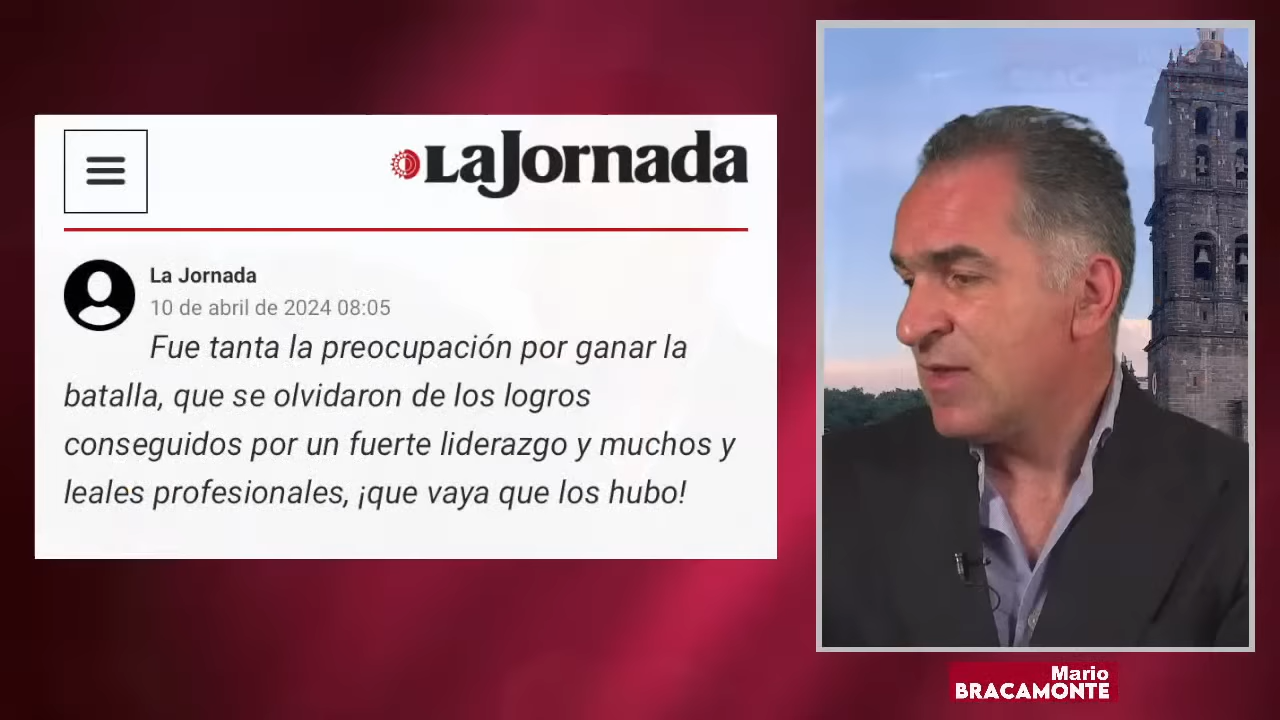 La Jornada
La Jornada
10 de abril de 2024 08:05
Fue tanta la preocupación por ganar la
batalla, que se olvidaron de los logros
conseguidos por un fuerte liderazgo y muchos y
leales profesionales, ¡que vaya que los hubo!
Mario
BRACAMONTE